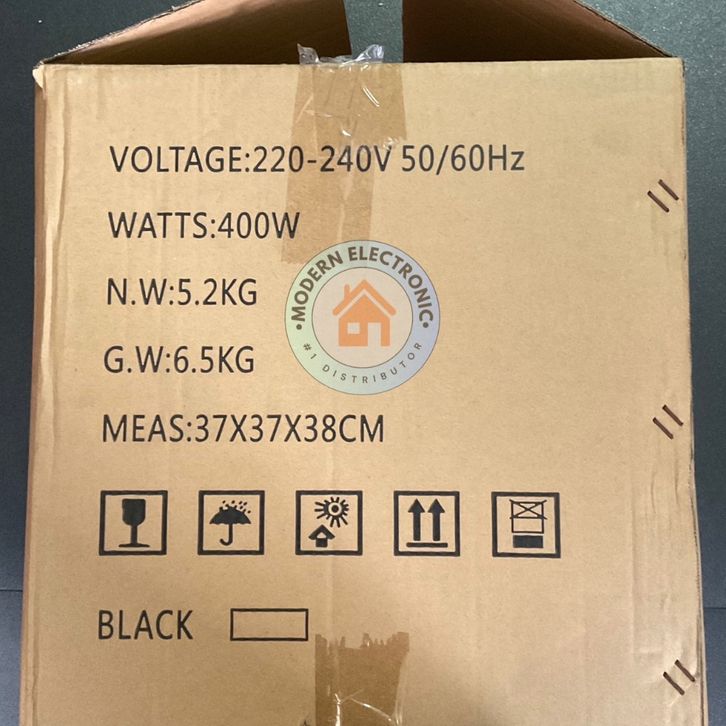 VOLTAGE:220-240V 50/60Hz
WATTS:400W
N.W:5.2KG
G.W:6.5KG
MEAS:37X37X38CM
•MODERN ELECTRONIC•
#1 DISTRIBUTOR
BLACK